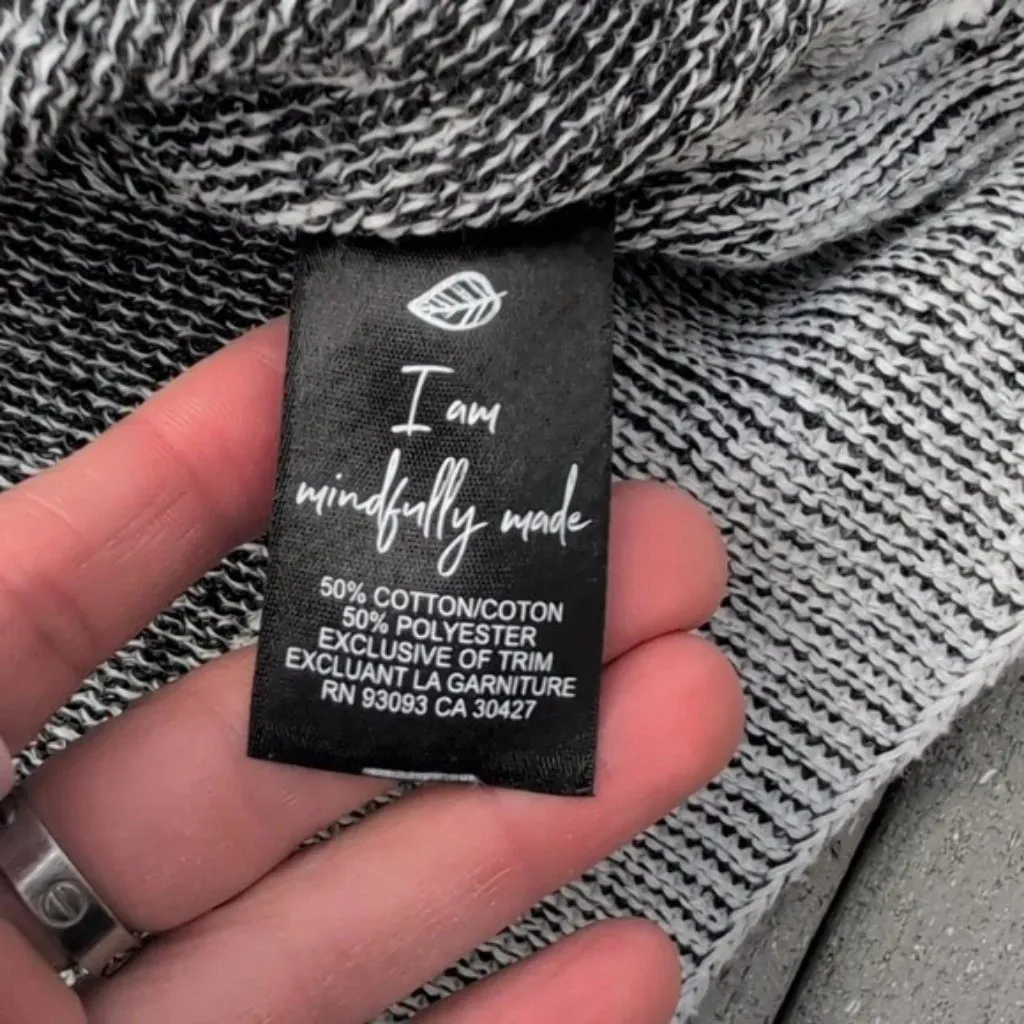 I am
mindfully made
50% COTTON/COTON
50% POLYESTER
EXCLUSIVE OF TRIM
EXCLUANT LA GARNITURE
RN 93093 CA 30427